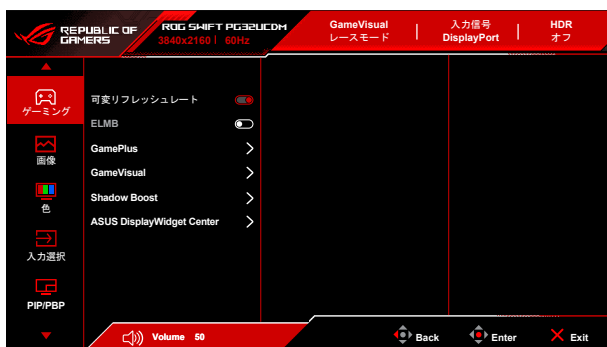 REPUBLIC OF
GAMERS
ROG SWIFT PG32UCDM
3840x2160 | 60Hz
GameVisual
レースモード
入力信号
DisplayPort
HDR
オフ
ゲーミング
画像
色
入力選択
PIP/PBP
可変リフレッシュレート
ELMB
GamePlus
GameVisual
Shadow Boost
ASUS DisplayWidget Center
Volume 50
Back
Enter
Exit